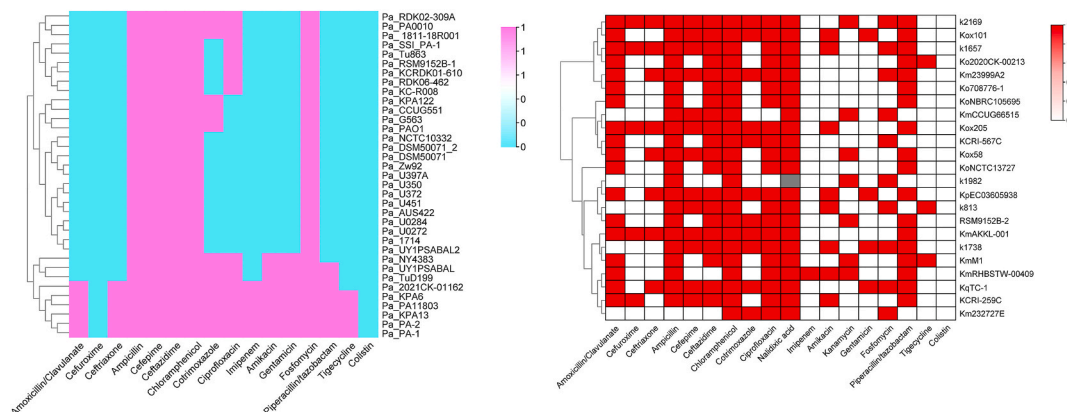 Pa_RDK02-309A
Pa_PA0010
Pa_ 1811-18R001
Pa_SSI_PA-1
Pa_Tu863
Pa_RSM9152B-1
Pa_KCRDK01-610
Pa_RDK06-462
Pa_KC-R008
Pa_KPA122
Pa_CCUG551
Pa_G563
Pa_PAO1
Pa_NCTC10332
Pa_DSM50071_2
Pa_DSM50071
Pa_Zw92
Pa_U397A
Pa_U350
Pa_U372
Pa_U451
Pa_AUS422
Pa_U0284
Pa_U0272
Pa_1714
Pa_UY1PSABAL2
Pa_NY4383
Pa_UY1PSABAL
Pa_TuD199
Pa_2021CK-01162
Pa_KPA6
Pa_PA11803
Pa_KPA13
Pa_PA-2
Pa_PA-1
Amoxicillin/Clavulanate
Cefuroxime
Ceftriaxone
Ampicillin
Cefepime
Ceftazidime
Chloramphenicol
Cotrimoxazole
Ciprofloxacin
Imipenem
Amikacin
Gentamicin
Fosfomycin
Piperacillin/tazobactam
Tigecycline
Colistin
1
1
1
0
0
0
k2169
Kox101
k1657
Ko2020CK-00213
Km23999A2
Ko708776-1
KoNBRC105695
KmCCUG66515
Kox205
KCRI-567C
Kox58
KoNCTC13727
k1982
KpEC03605938
k813
RSM9152B-2
KmAKKL-001
k1738
KmM1
KmRHBSTW-00409
KqTC-1
KCRI-259C
Km232727E
Amoxicillin/Clavulanate
Cefuroxime
Ceftriaxone
Ampicillin
Cefepime
Ceftazidime
Chloramphenicol
Cotrimoxazole
Ciprofloxacin
Nalidixic acid
Imipenem
Amikacin
Kanamycin
Gentamicin
Fosfomycin
Piperacillin/tazobactam
Tigecycline
Colistin